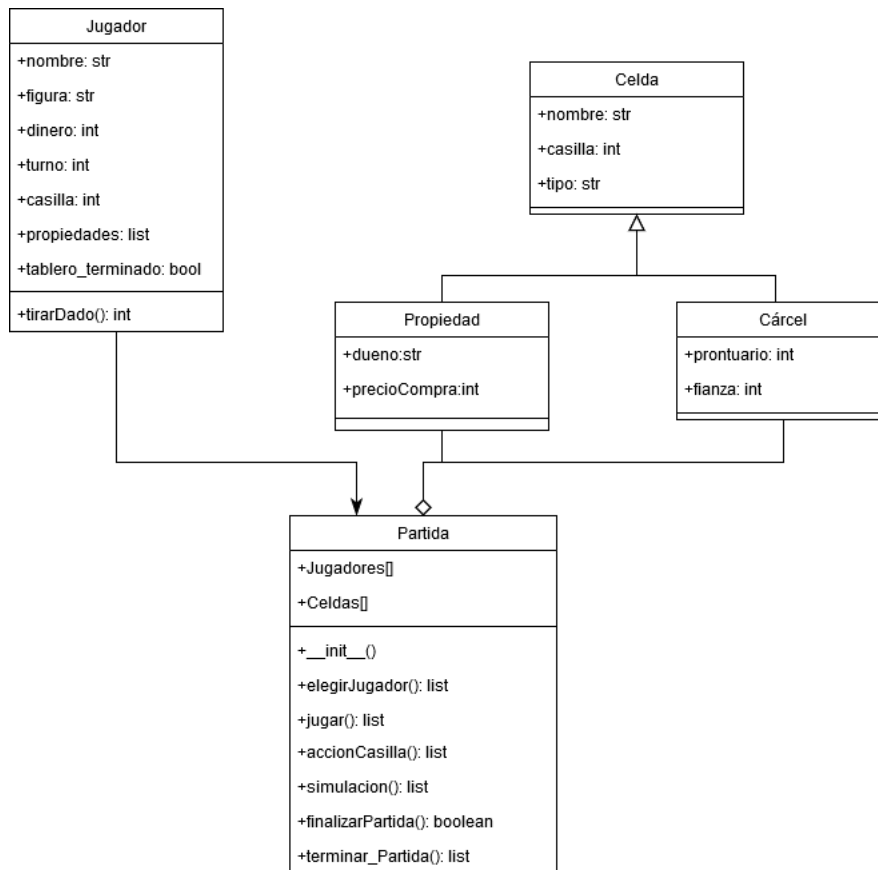 Jugador
+nombre: str
+figura: str
+dinero: int
+turno: int
+casilla: int
+propiedades: list
+tablero_terminado: bool
+tirarDado(): int
Celda
+nombre: str
+casilla: int
+tipo: str
Propiedad
+dueno:str
+precioCompra:int
Cárcel
+prontuario: int
+fianza: int
Partida
+Jugadores[]
+Celdas[]
+__init__()
+elegirJugador(): list
+jugar(): list
+accionCasilla(): list
+simulacion(): list
+finalizarPartida(): boolean
+terminar_Partida(): list